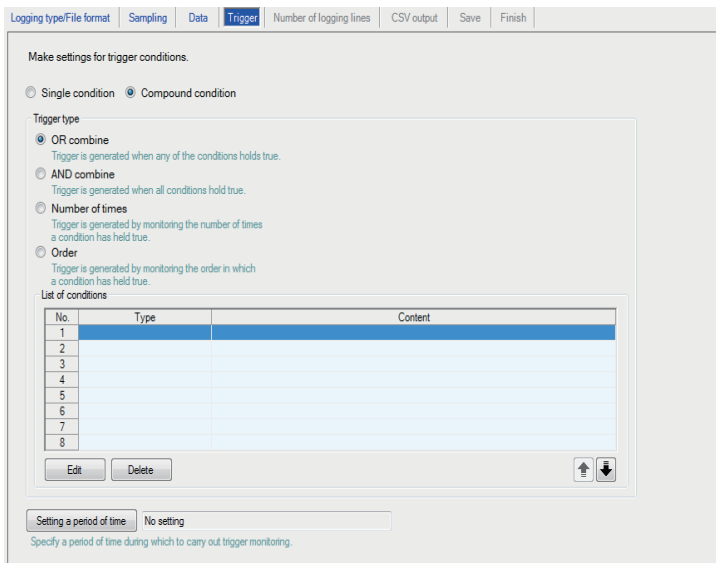 Logging type/File format Sampling Data Trigger Number of logging lines CSV output Save Finish
Make settings for trigger conditions.
Single condition Compound condition
Trigger type
OR combine
Trigger is generated when any of the conditions holds true.
AND combine
Trigger is generated when all conditions hold true.
Number of times
Trigger is generated by monitoring the number of times
a condition has held true.
Order
Trigger is generated by monitoring the order in which
a condition has held true.
List of conditions
No. Type Content
1
2
3
4
5
6
7
8
Edit Delete
Setting a period of time No setting
Specify a period of time during which to carry out trigger monitoring.